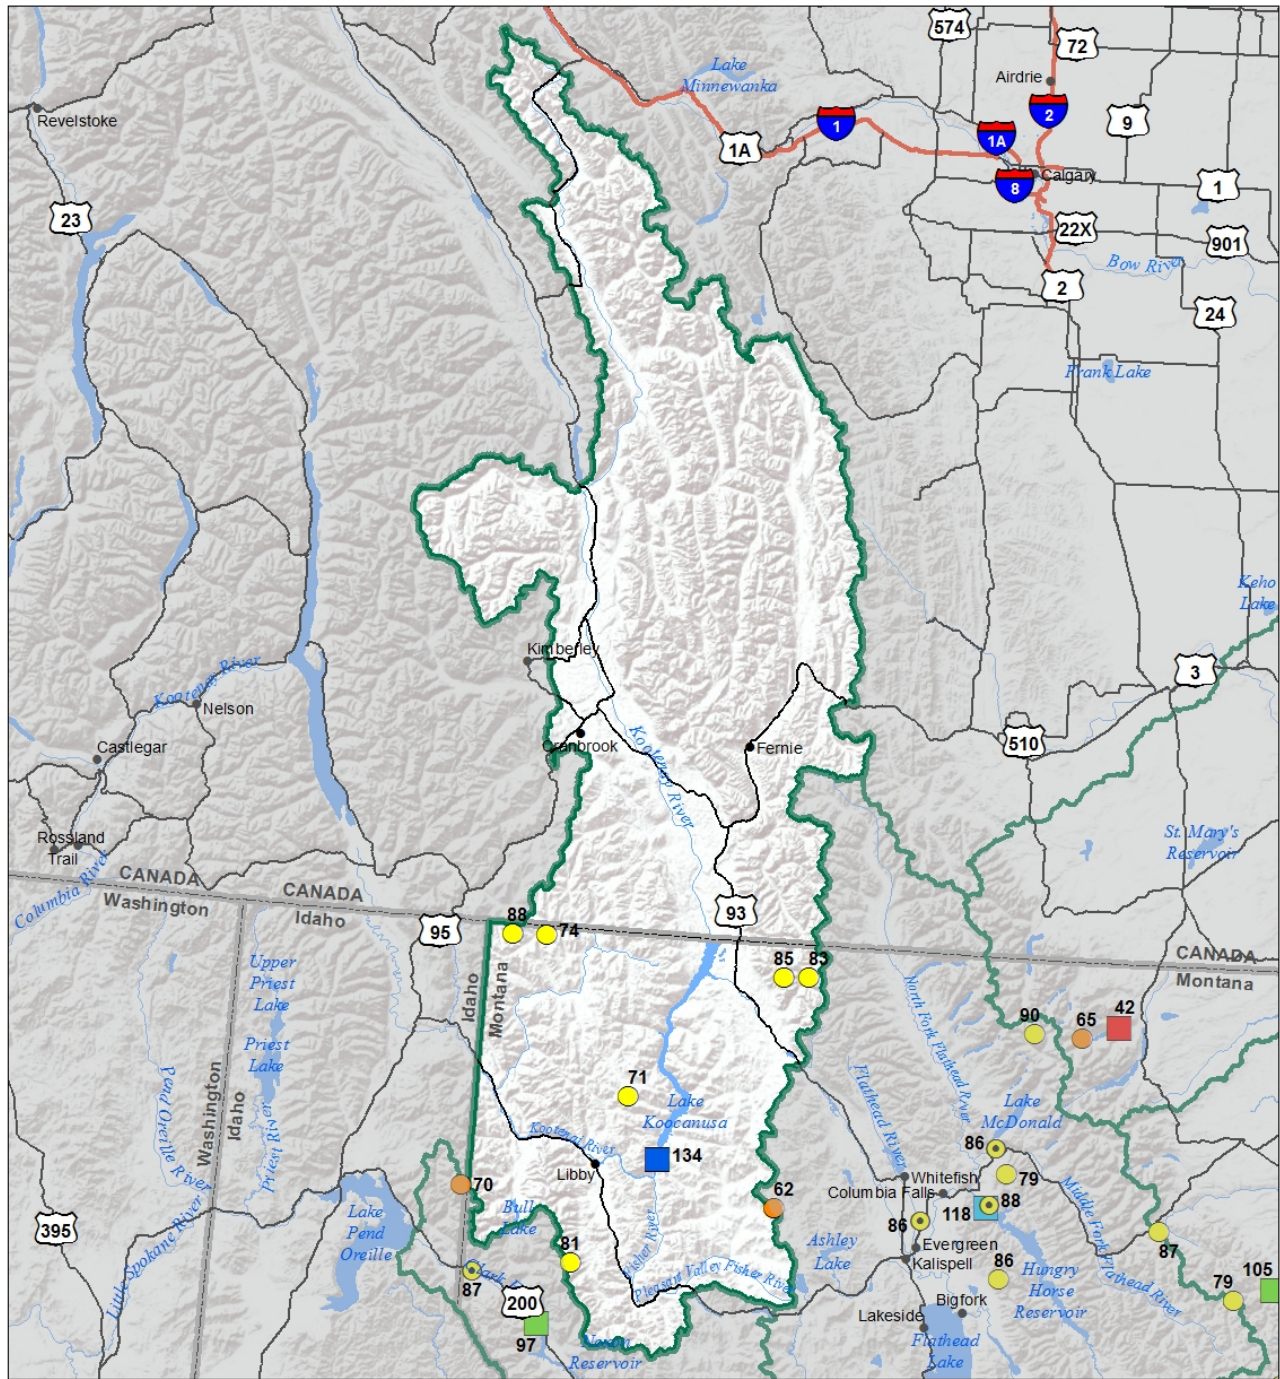 574
72
Lake
Minnewanka
Airdrie
2
9
1
1A
1A
Revelstoke
Calgary
8
1
23
22X
901
Bow River
2
24
Frank Lake
Keho
Lake
Kimberley
3
Kootenay River
Nelson
Castlegar
Cranbrook
Kootenay River
Fernie
510
Rossland
Trail
Columbia River
St. Mary's
Reservoir
CANADA
Washington
CANADA
Idaho
88
74
93
95
85
83
CANADA
Montana
Upper
Priest
Lake
Idaho
Montana
North Fork Flathead River
90
65
42
Priest
Lake
Pend Oreille River
Priest River
Washington
Idaho
71
Lake
Koocanusa
Flathead River
Lake
McDonald
Kootenai River
86
134
Libby
79
Whitefish
Columbia Falls
70
62
Middle Fork Flathead River
88
118
Bull
Lake
Lake
Pend
Oreille
395
Little Spokane River
86
Ashley
Lake
Evergreen
Kalispell
87
81
Fisher River
Pleasant Valley Fisher River
86
Hungry
Horse
Reservoir
87
200
79
105
Bigfork
Lakeside
97
Reservoir
Flathead
Lake